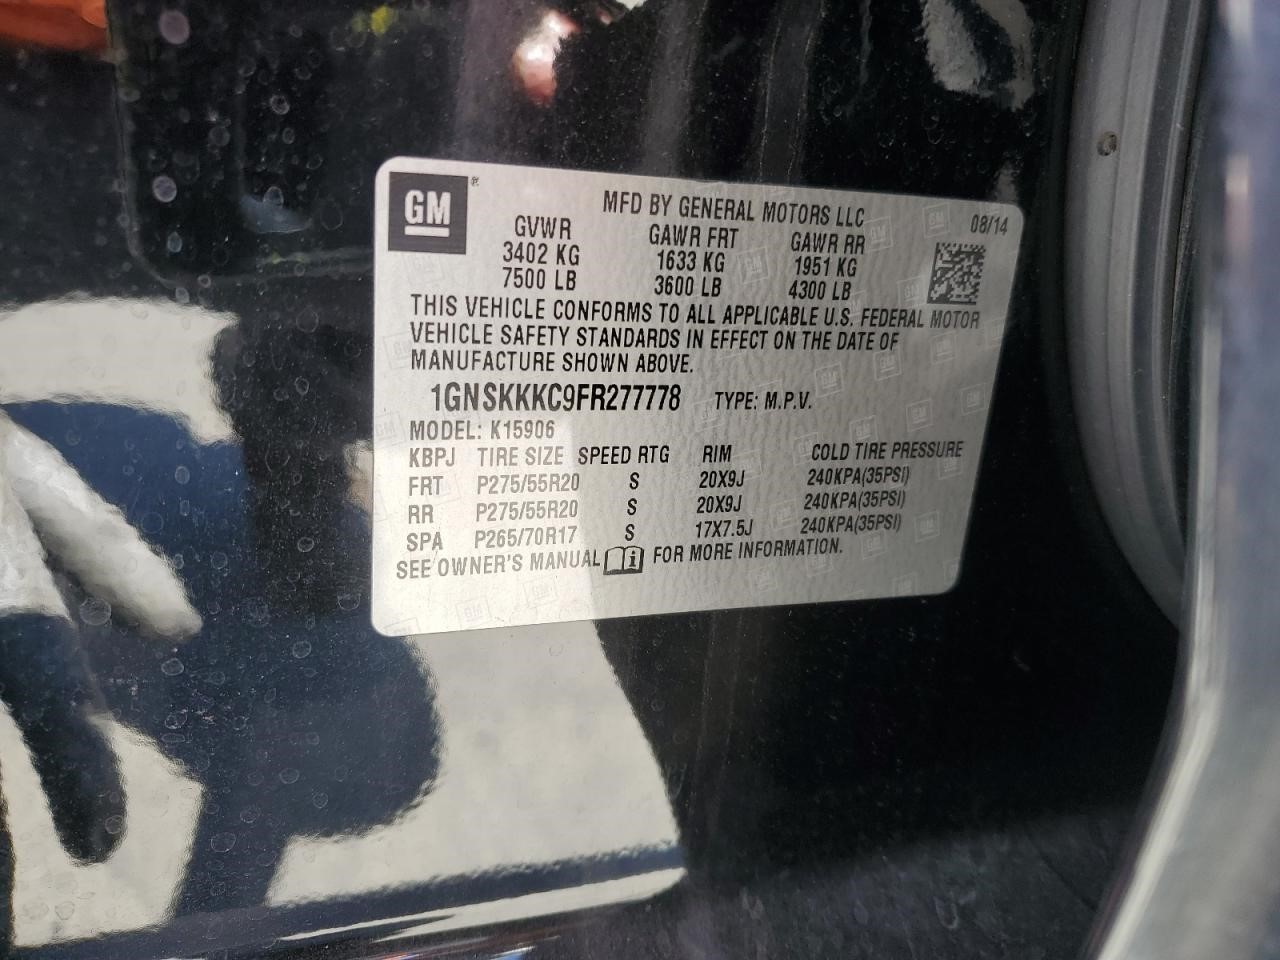 GM®
MFD BY GENERAL MOTORS LLC 08/14
GVWR GAWR FRT GAWR RR
3402 KG 1633 KG 1951 KG
7500 LB 3600 LB 4300 LB
THIS VEHICLE CONFORMS TO ALL APPLICABLE U.S. FEDERAL MOTOR
VEHICLE SAFETY STANDARDS IN EFFECT ON THE DATE OF
MANUFACTURE SHOWN ABOVE.
1GNSKKKC9FR277778 TYPE: M.P.V.
MODEL: K15906
KBPJ TIRE SIZE SPEED RTG RIM COLD TIRE PRESSURE
FRT P275/55R20 S 20X9J 240KPA(35PSI)
RR P275/55R20 S 20X9J 240KPA(35PSI)
SPA P265/70R17 S 17X7.5J 240KPA(35PSI)
SEE OWNER'S MANUAL i FOR MORE INFORMATION.